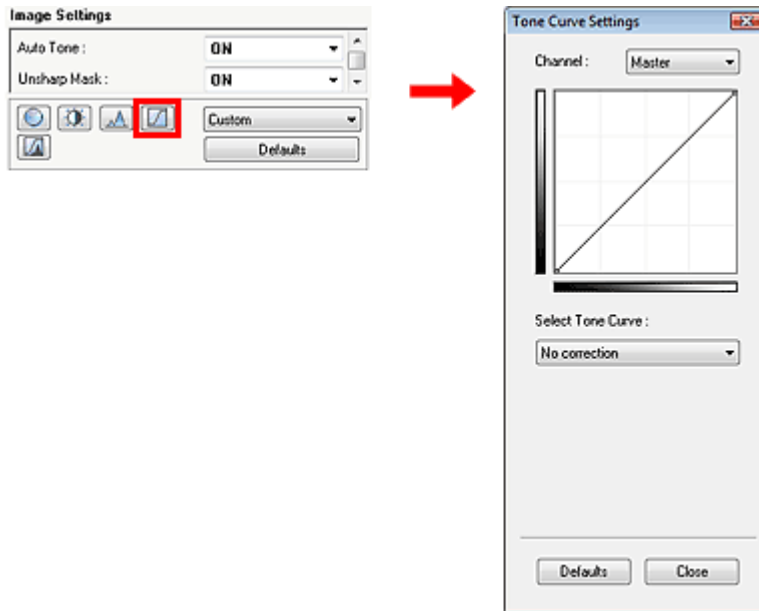 Image Settings
Auto Tone : ON
Unsharp Mask : ON
Custom
Defaults
Tone Curve Settings
Channel : Master
Select Tone Curve :
No correction
Defaults Close